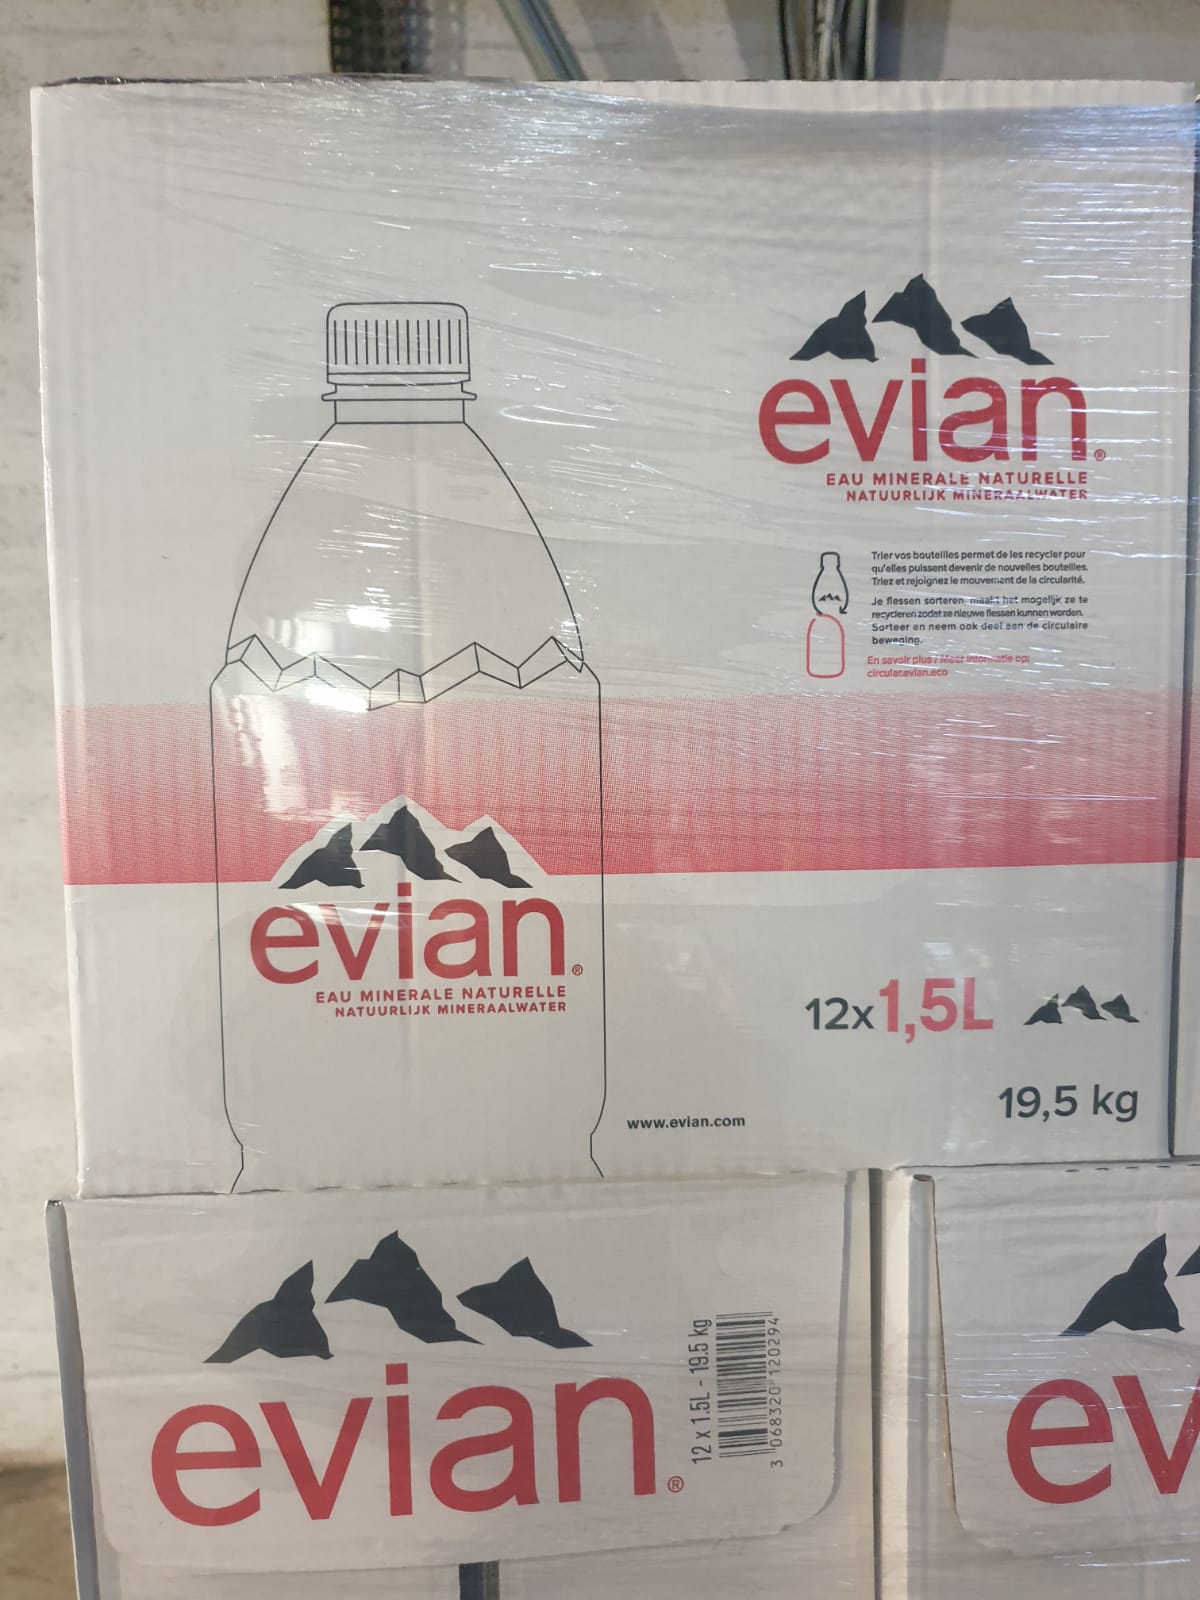 evian®
EAU MINERALE NATURELLE
NATUURLIJK MINERAALWATER
Trier vos bouteilles permet de les recycler pour
qu'elles puissent devenir de nouvelles bouteilles.
Triez et rejoignez le mouvement de la circularité.
Je flessen sorteren, maakt het mogelijk ze te
recycleren zodat ze nieuwe flessen kunnen worden.
Sorteer en neem ook deel aan de circulaire
beweging.
En savoir plus / Meer informatie op:
circular.evian.eco
evian®
EAU MINERALE NATURELLE
NATUURLIJK MINERAALWATER
12x1,5L
19,5 kg
www.evian.com
evian®
12 x 1.5L - 19.5 kg
3 068320 120294
ev